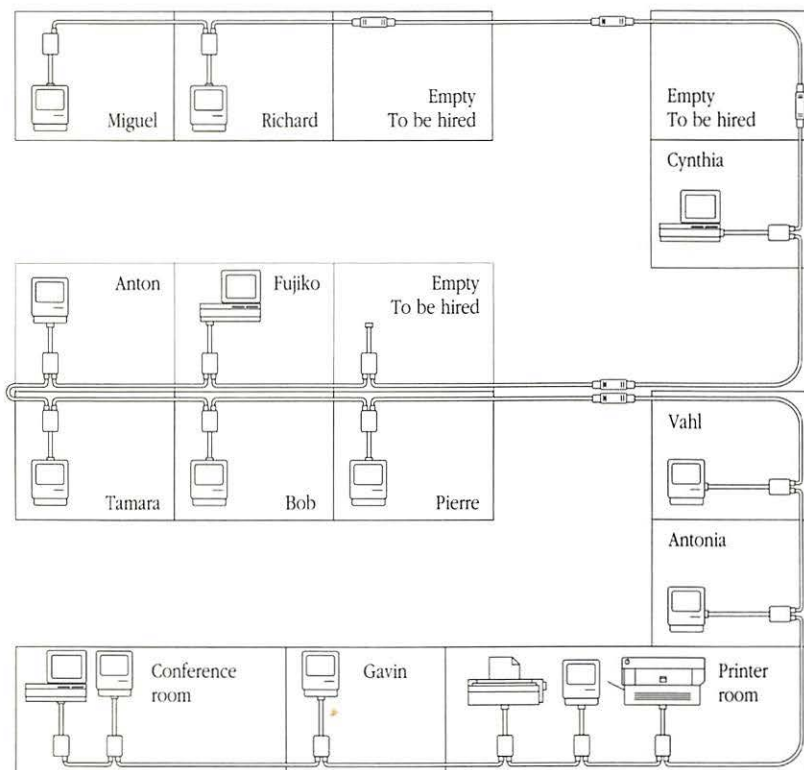 Miguel
Richard
Empty
To be hired
Empty
To be hired
Cynthia
Anton
Fujiko
Empty
To be hired
Tamara
Bob
Pierre
Vahl
Antonia
Conference
room
Gavin
Printer
room